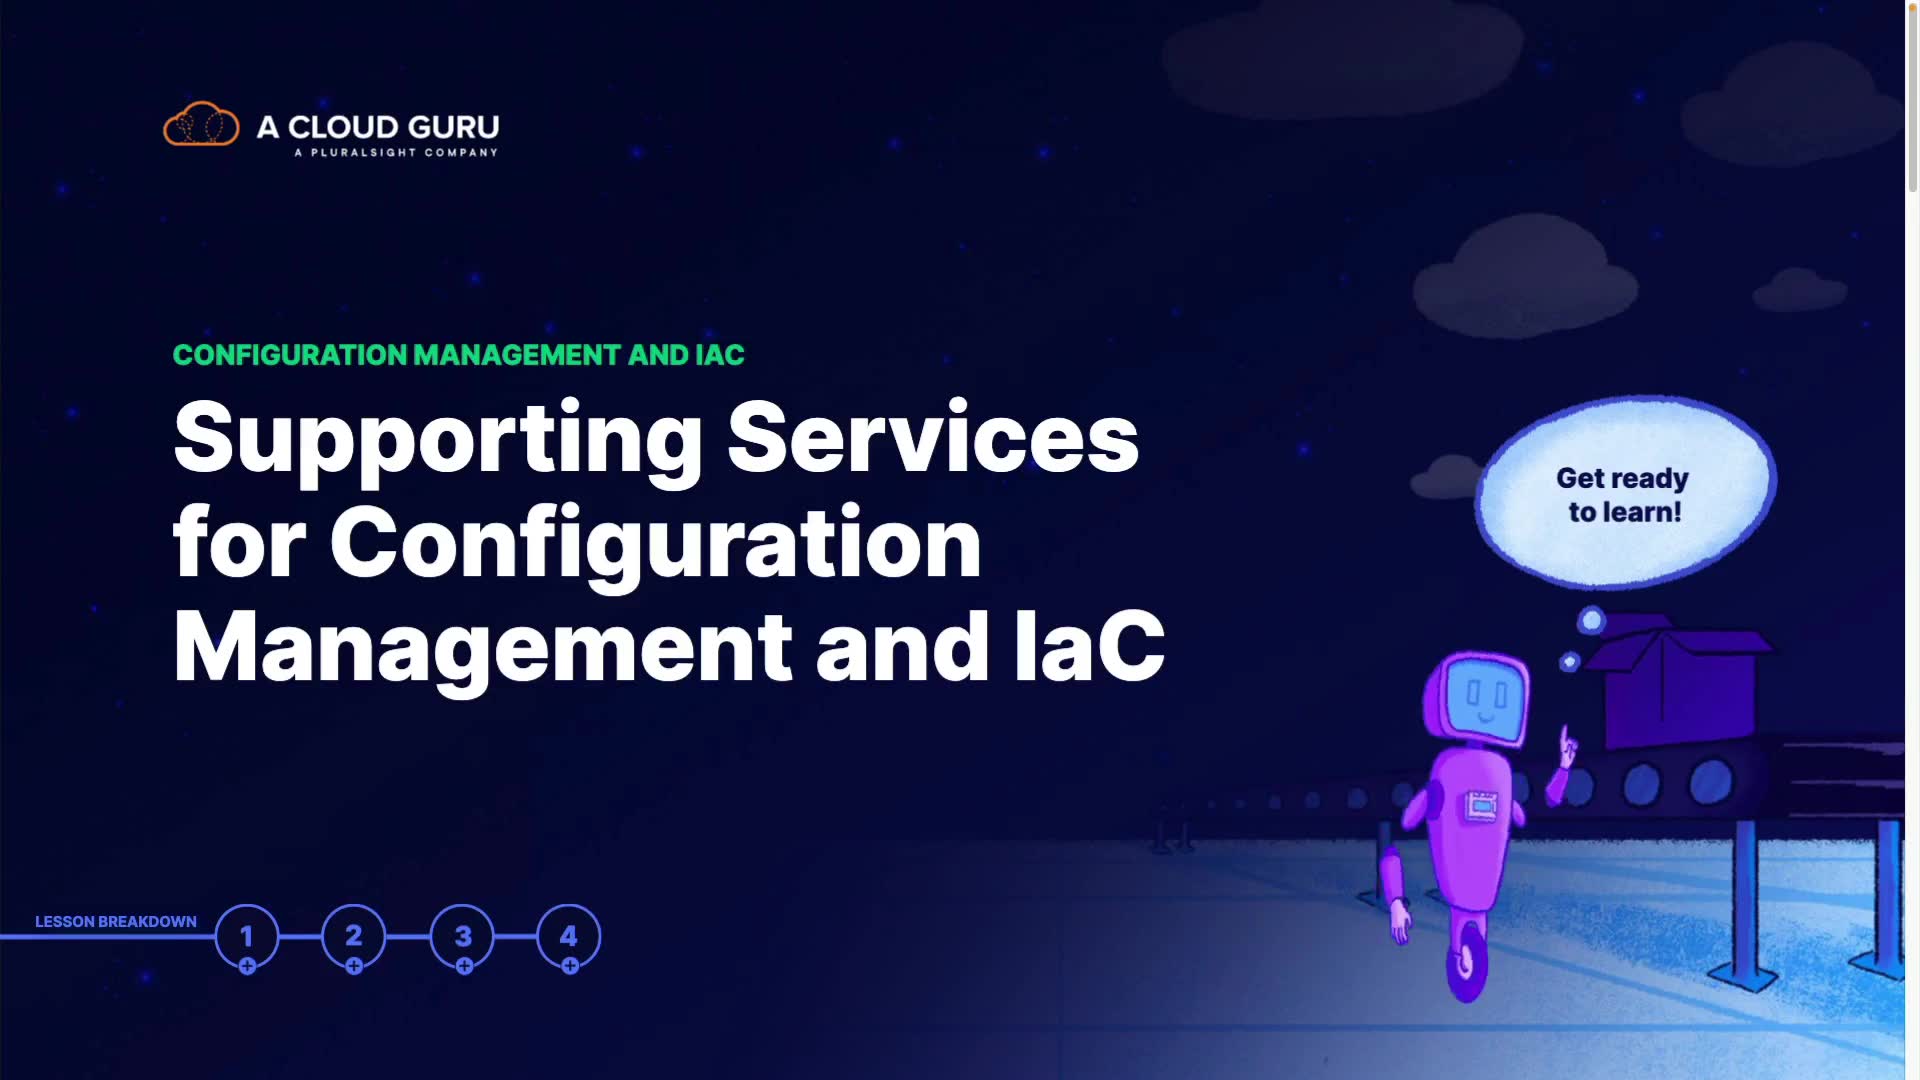 A CLOUD GURU
A PLURALSIGHT COMPANY
CONFIGURATION MANAGEMENT AND IAC
Supporting Services
for Configuration
Management and IaC
Get ready
to learn!
LESSON BREAKDOWN
1
2
3
4